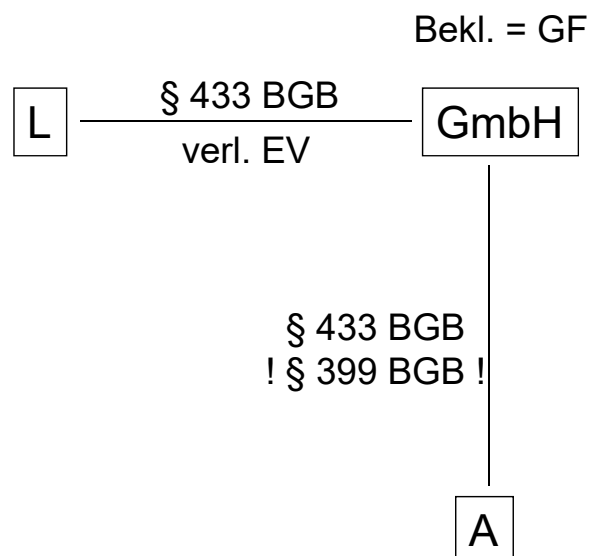 Bekl. = GF
§ 433 BGB
L
GmbH
verl. EV
§ 433 BGB
! § 399 BGB !
A